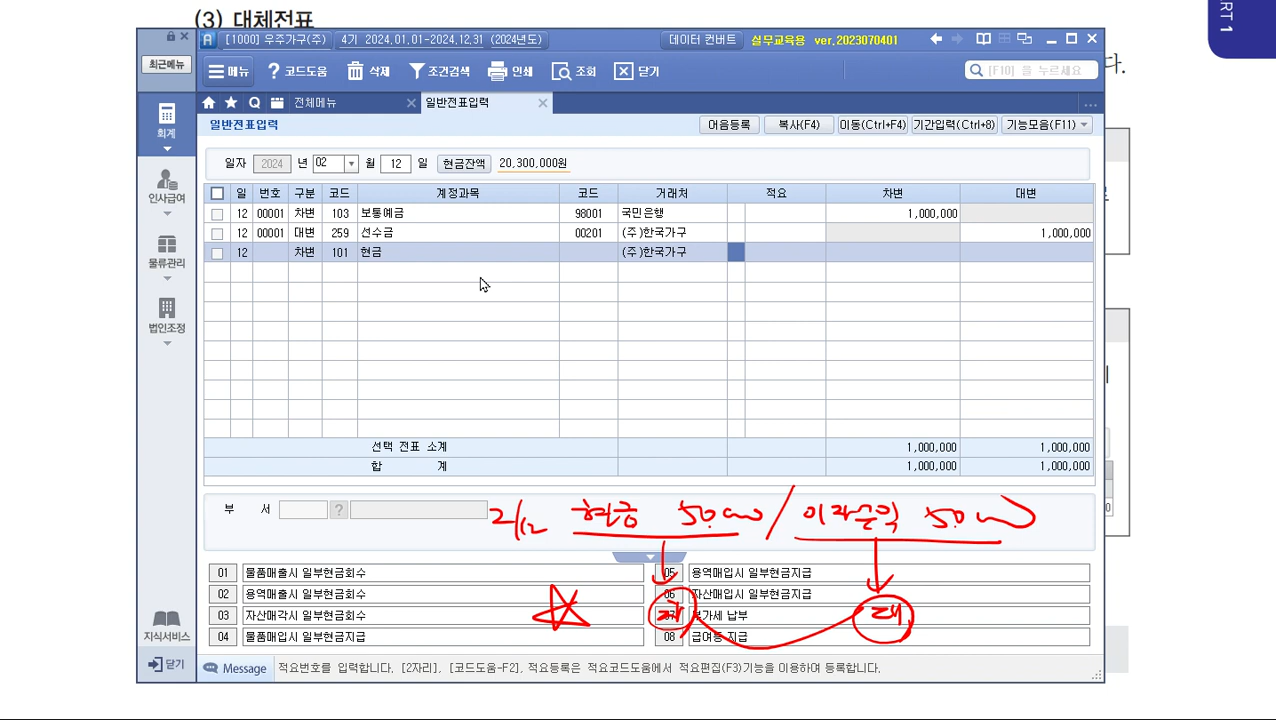 (3) 대체전표
RT 1
[1000] 우주가구(주) 4기 2024.01.01-2024.12.31 (2024년도) 데이터 컨버트 실무교육용 ver.2023070401
최근메뉴 메뉴 코드도움 삭제 조건검색 인쇄 조회 닫기 [F10] 을 누르세요 다.
전체메뉴 일반전표입력
일반전표입력 어음등록 복사(F4) 이동(Ctrl+F4) 기간입력(Ctrl+8) 기능모음(F11)
회계
일자 2024 년 02 월 12 일 현금잔액 20,300,000원
일 번호 구분 코드 계정과목 코드 거래처 적요 차변 대변
인사급여
12 00001 차변 103 보통예금 98001 국민은행 1,000,000
12 00001 대변 259 선수금 00201 (주)한국가구 1,000,000
12 차변 101 현금 (주)한국가구
물류관리
법인조정
선택 전표 소계 1,000,000 1,000,000
합 계 1,000,000 1,000,000
부 서 ?
2/12 현금 50.000 / 이자수익 50.000
01 물품매출시 일부현금회수 05 용역매입시 일부현금지급
02 용역매출시 일부현금회수 06 자산매입시 일부현금지급
03 자산매각시 일부현금회수 부가세 납부
차 대
04 물품매입시 일부현금지급 08 급여등 지급
지식서비스
닫기
Message 적요번호를 입력합니다. [2자리], [코드도움-F2], 적요등록은 적요코드도움에서 적요편집(F3)기능을 이용하여 등록합니다.